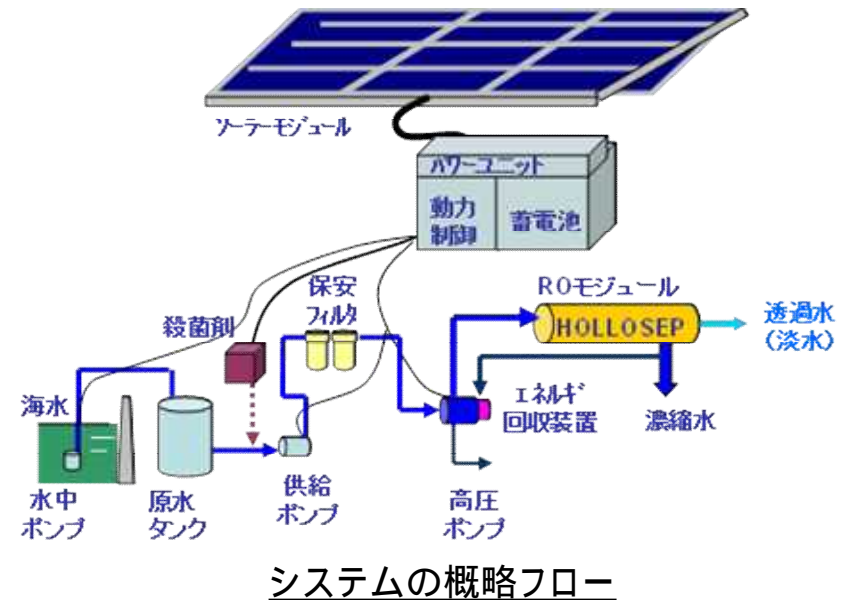 ソーラーモジュール
パワーユニット
動力
制御
蓄電池
保安
フィルタ
ROモジュール
殺菌剤
HOLLOSEP
透過水
(淡水)
海水
エネルギ
回収装置
濃縮水
水中
ポンプ
原水
タンク
供給
ポンプ
高圧
ポンプ
システムの概略フロー